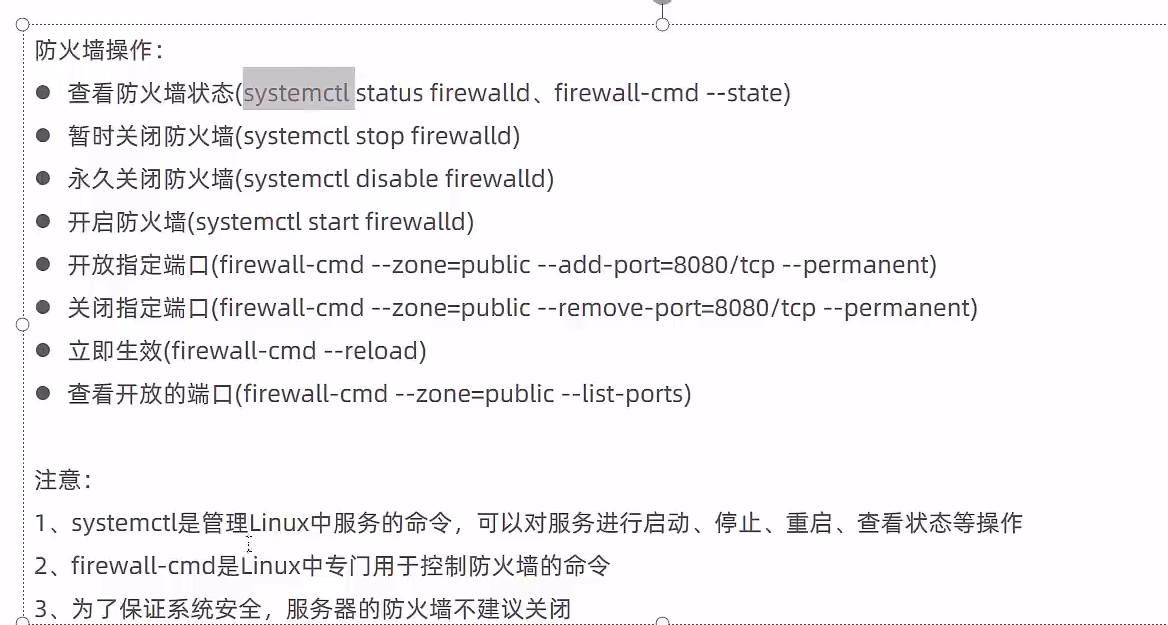 防火墙操作：
● 查看防火墙状态(systemctl status firewalld、firewall-cmd --state)
● 暂时关闭防火墙(systemctl stop firewalld)
● 永久关闭防火墙(systemctl disable firewalld)
● 开启防火墙(systemctl start firewalld)
● 开放指定端口(firewall-cmd --zone=public --add-port=8080/tcp --permanent)
● 关闭指定端口(firewall-cmd --zone=public --remove-port=8080/tcp --permanent)
● 立即生效(firewall-cmd --reload)
● 查看开放的端口(firewall-cmd --zone=public --list-ports)
注意：
1、systemctl是管理Linux中服务的命令，可以对服务进行启动、停止、重启、查看状态等操作
2、firewall-cmd是Linux中专门用于控制防火墙的命令
3、为了保证系统安全，服务器的防火墙不建议关闭